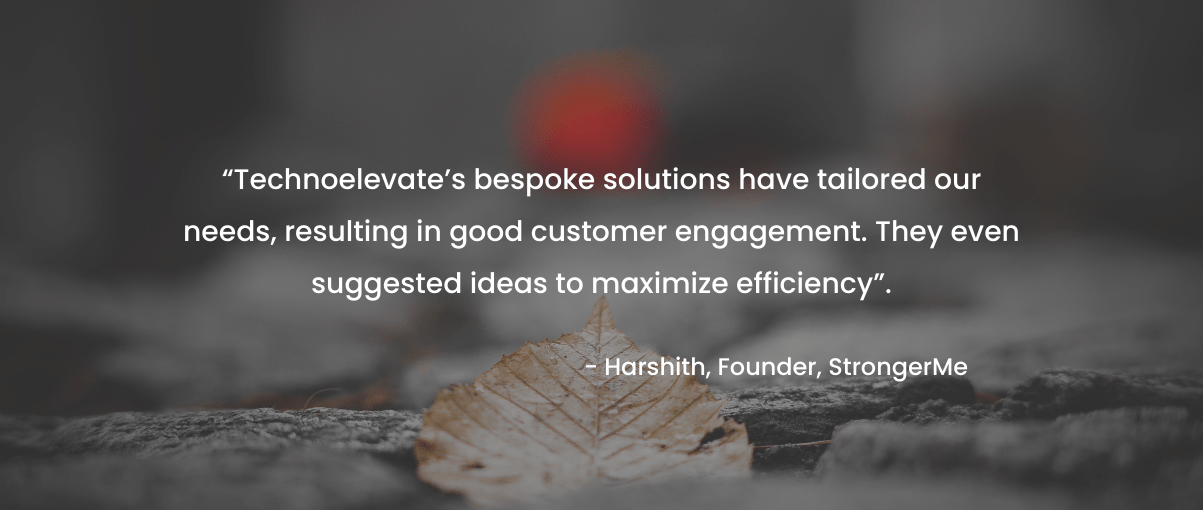 “Technoelevate’s bespoke solutions have tailored our
needs, resulting in good customer engagement. They even
suggested ideas to maximize efficiency”.
- Harshith, Founder, StrongerMe